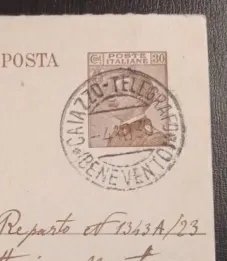 POSTA
POSTE ITALIANE 30
CAIAZZO-TELEGRAFO
BENEVENTO
Reparto N 1343A/23